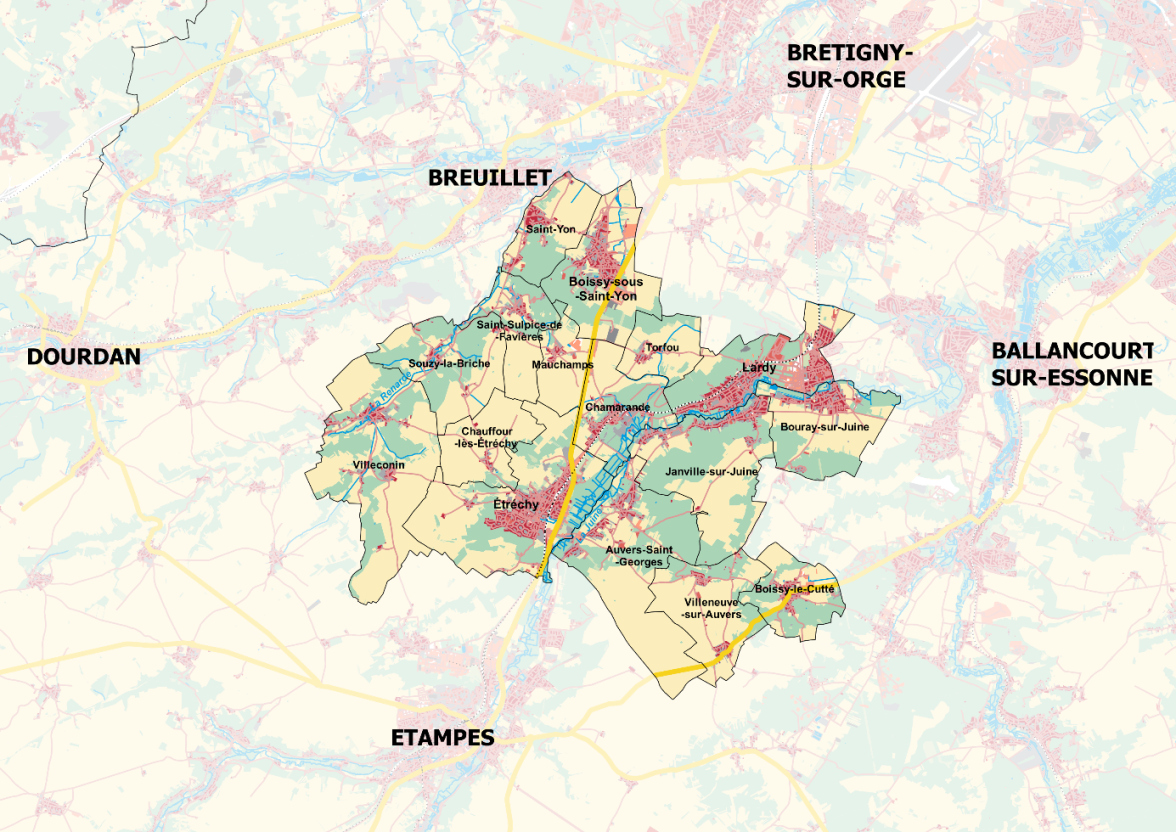 BRETIGNY-
SUR-ORGE
BREUILLET
Saint-Yon
Boissy-sous
-Saint-Yon
Saint-Sulpice-de
-Favières
DOURDAN
Souzy-la-Briche
Mauchamps
Torfou
Lardy
BALLANCOURT
SUR-ESSONNE
La Renarde
Chamarande
Bouray-sur-Juine
Chauffour
-lès-Étréchy
Villeconin
Janville-sur-Juine
Étréchy
La Juine
Auvers-Saint
-Georges
Boissy-le-Cutté
Villeneuve
-sur-Auvers
ETAMPES